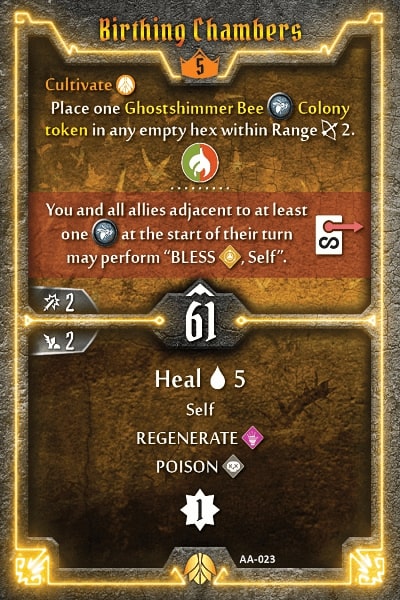 Birthing Chambers
5
Cultivate
Place one Ghostshimmer Bee Colony
token in any empty hex within Range 2.
You and all allies adjacent to at least
one at the start of their turn
may perform “BLESS , Self”.
2
61
2
Heal 5
Self
REGENERATE
POISON
1
AA-023